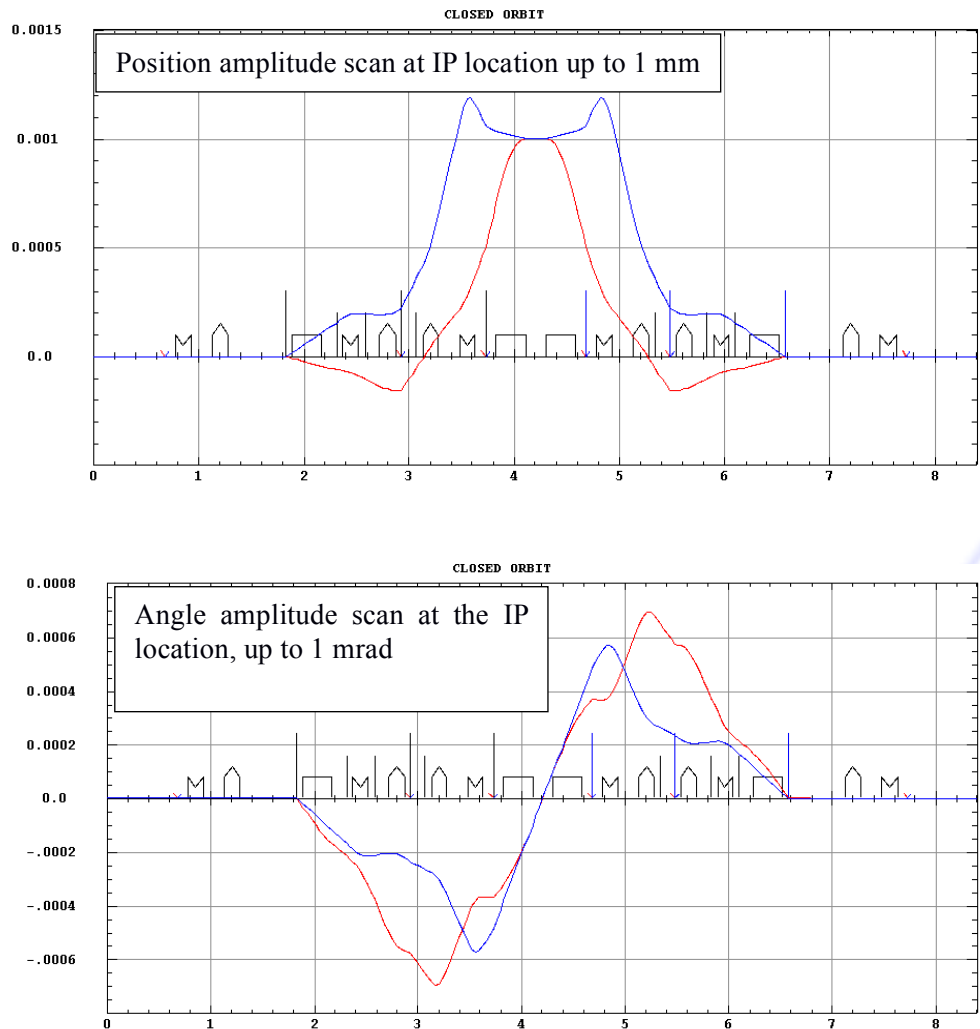 CLOSED ORBIT
0.0015
Position amplitude scan at IP location up to 1 mm
0.001
0.0005
0.0
0 1 2 3 4 5 6 7 8
CLOSED ORBIT
0.0008
Angle amplitude scan at the IP
location, up to 1 mrad
0.0006
0.0004
0.0002
0.0
-.0002
-.0004
-.0006
0 1 2 3 4 5 6 7 8